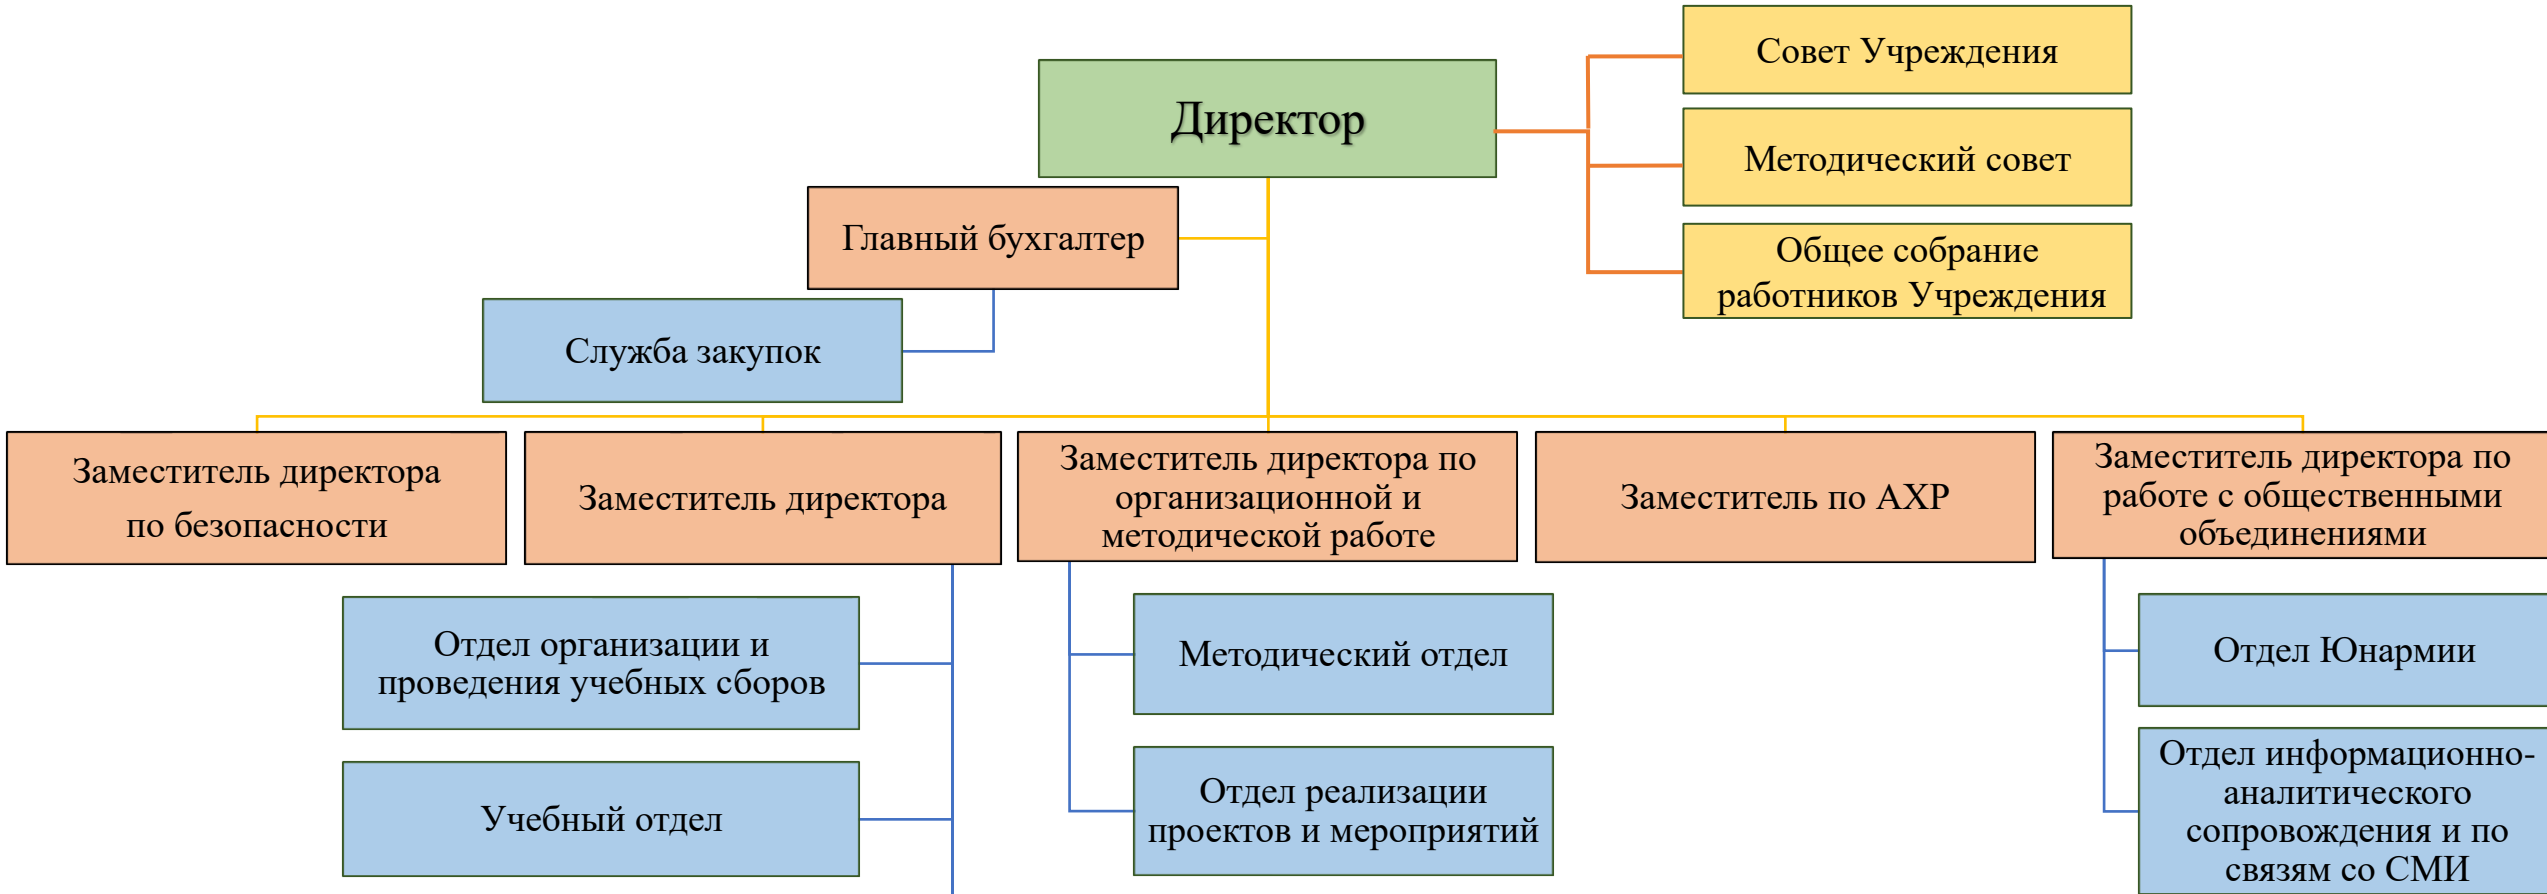 Совет Учреждения
Директор
Методический совет
Главный бухгалтер
Общее собрание
работников Учреждения
Служба закупок
Заместитель директора
по безопасности
Заместитель директора
Заместитель директора по
организационной и
методической работе
Заместитель по АХР
Заместитель директора по
работе с общественными
объединениями
Отдел организации и
проведения учебных сборов
Методический отдел
Отдел Юнармии
Учебный отдел
Отдел реализации
проектов и мероприятий
Отдел информационно-
аналитического
сопровождения и по
связям со СМИ